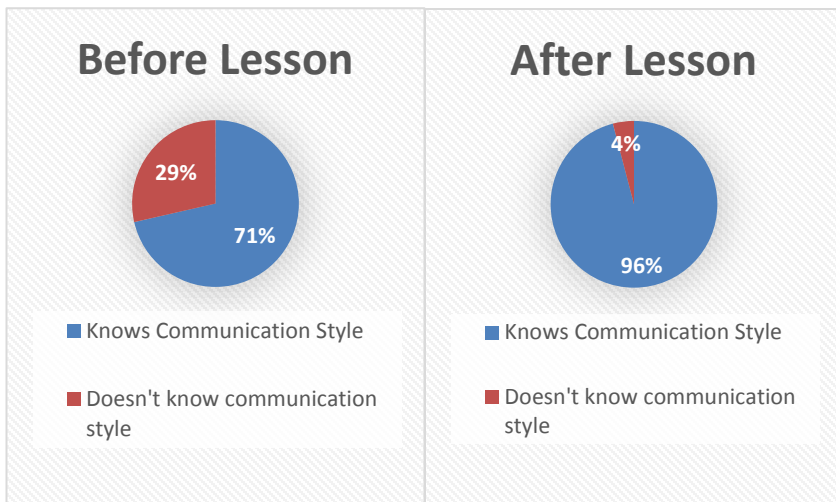 Before Lesson
29%
71%
Knows Communication Style
Doesn't know communication
style
After Lesson
4%
96%
Knows Communication Style
Doesn't know communication
style